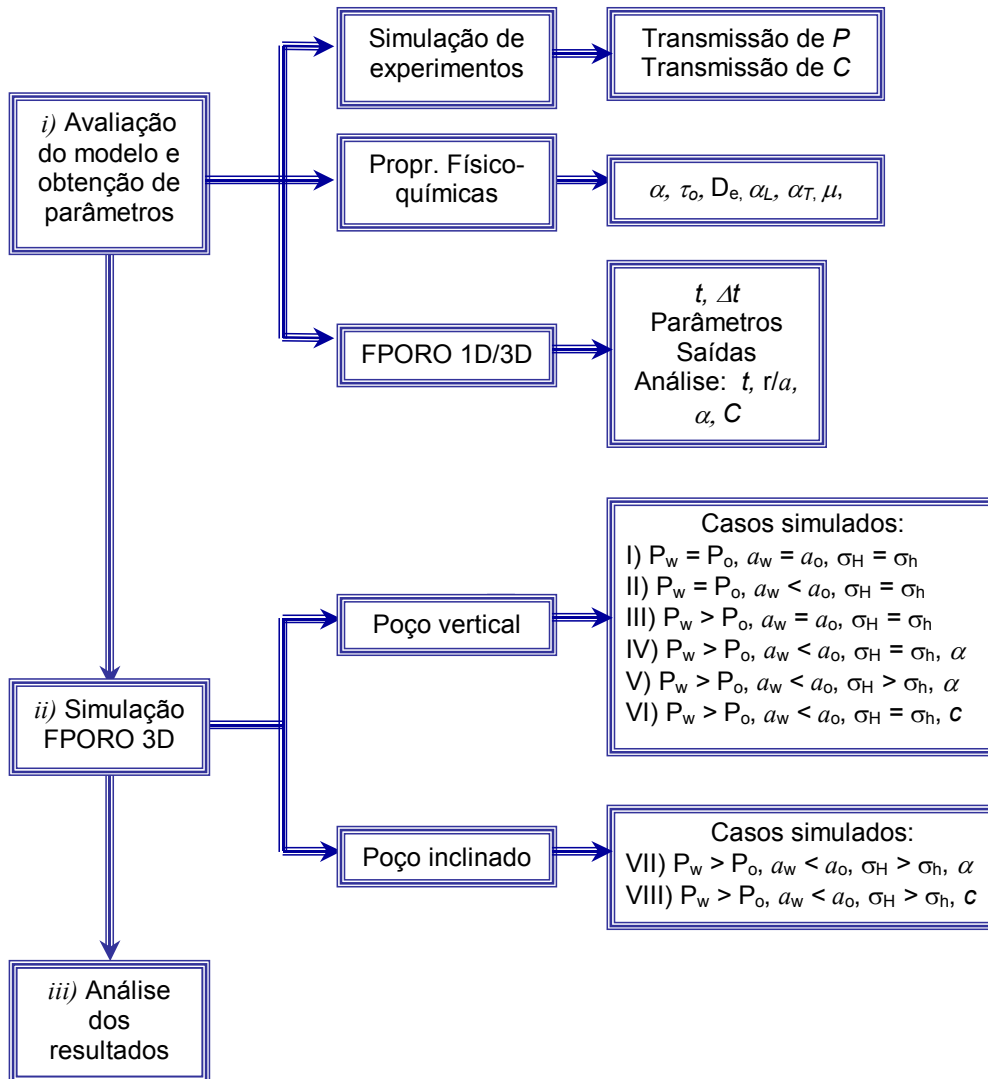 Simulação de
experimentos
Transmissão de P
Transmissão de C
i) Avaliação
do modelo e
obtenção de
parâmetros
Propr. Físico-
químicas
α, τo, De, αL, αT, μ,
FPORO 1D/3D
t, Δt
Parâmetros
Saídas
Análise: t, r/a,
α, C
ii) Simulação
FPORO 3D
Poço vertical
Casos simulados:
I) Pw = Po, aw = ao, σH = σh
II) Pw = Po, aw < ao, σH = σh
III) Pw > Po, aw = ao, σH = σh
IV) Pw > Po, aw < ao, σH = σh, α
V) Pw > Po, aw < ao, σH > σh, α
VI) Pw > Po, aw < ao, σH = σh, c
Poço inclinado
Casos simulados:
VII) Pw > Po, aw < ao, σH > σh, α
VIII) Pw > Po, aw < ao, σH > σh, c
iii) Análise
dos
resultados